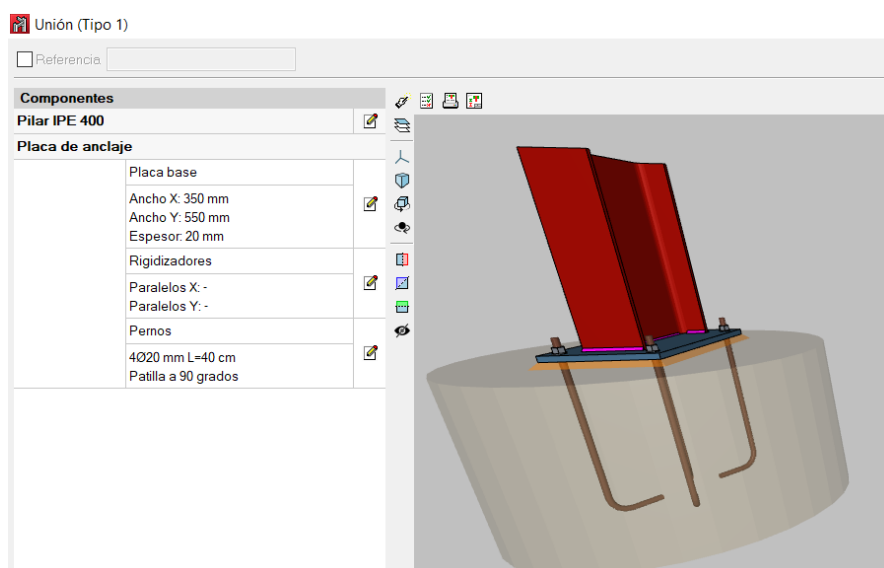 Unión (Tipo 1)
Referencia
Componentes
Pilar IPE 400
Placa de anclaje
Placa base
Ancho X: 350 mm
Ancho Y: 550 mm
Espesor: 20 mm
Rigidizadores
Paralelos X: -
Paralelos Y: -
Pernos
4Ø20 mm L=40 cm
Patilla a 90 grados